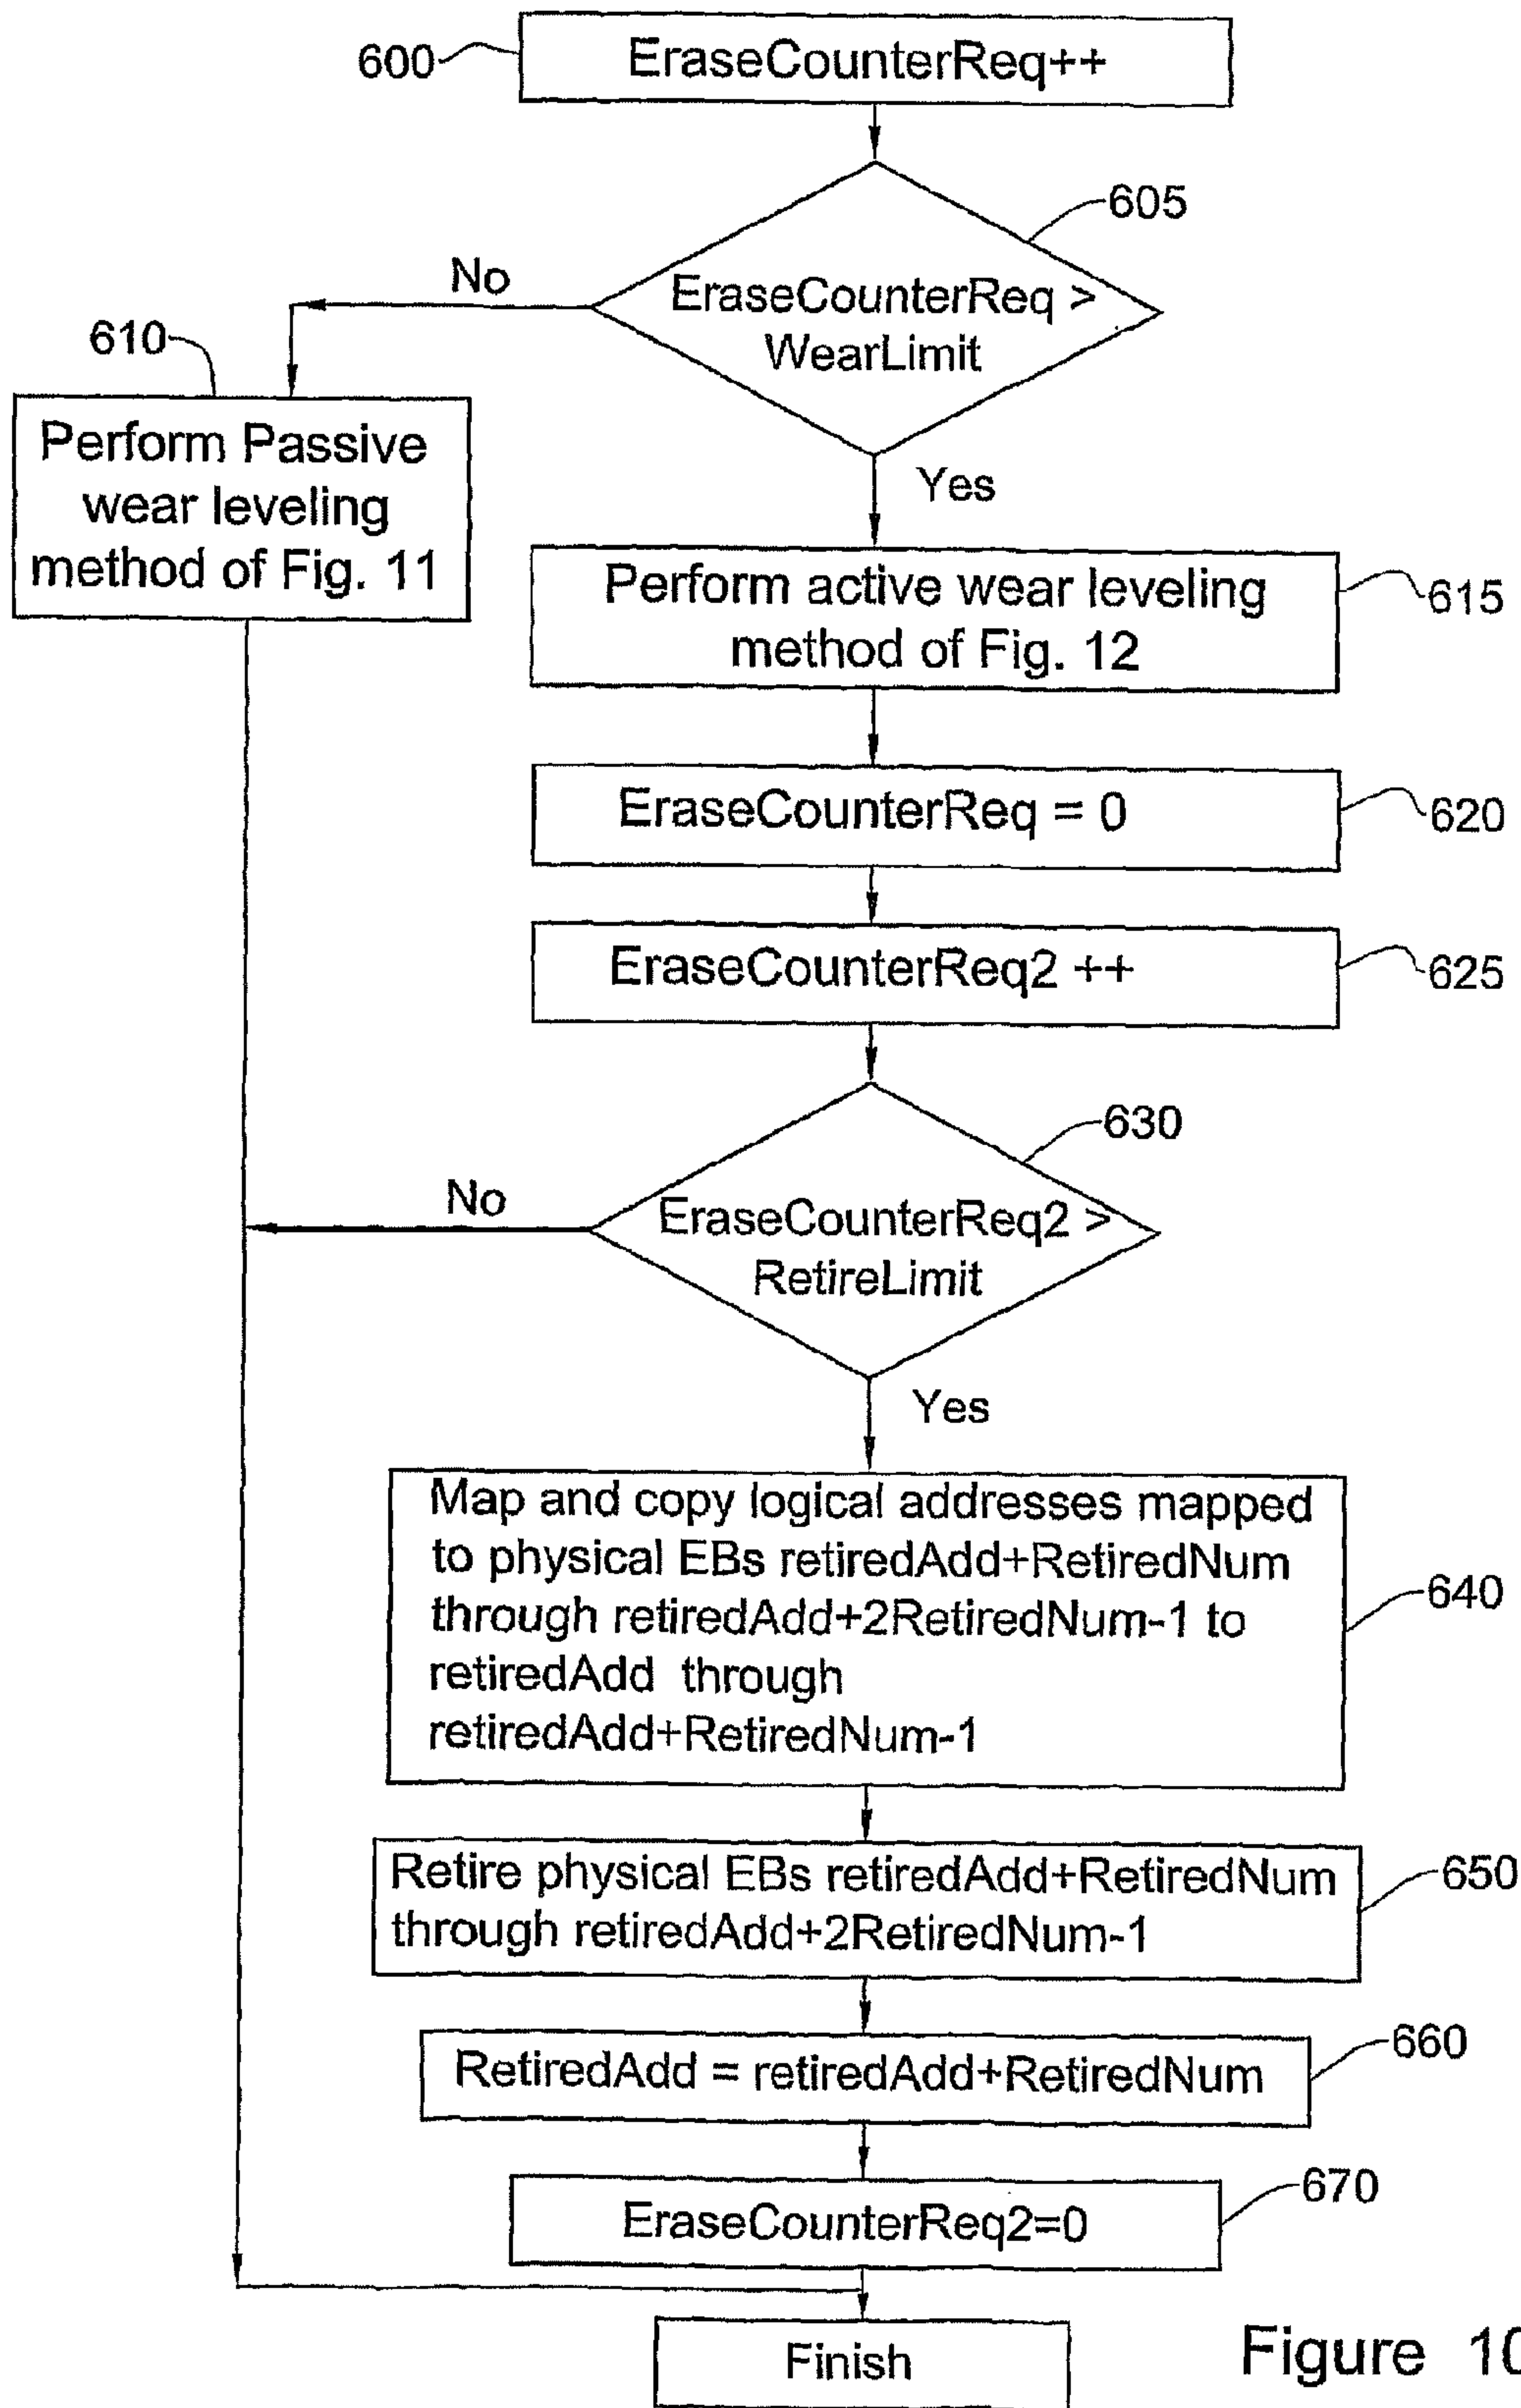 600
EraseCounterReq++
605
No
EraseCounterReq >
WearLimit
610
Perform Passive
wear leveling
method of Fig. 11
Yes
Perform active wear leveling
method of Fig. 12
615
EraseCounterReq = 0
620
EraseCounterReq2 ++
625
630
No
EraseCounterReq2 >
RetireLimit
Yes
Map and copy logical addresses mapped
to physical EBs retiredAdd+RetiredNum
through retiredAdd+2RetiredNum-1 to
retiredAdd through
retiredAdd+RetiredNum-1
640
Retire physical EBs retiredAdd+RetiredNum
through retiredAdd+2RetiredNum-1
650
RetiredAdd = retiredAdd+RetiredNum
660
EraseCounterReq2=0
670
Finish
Figure 10